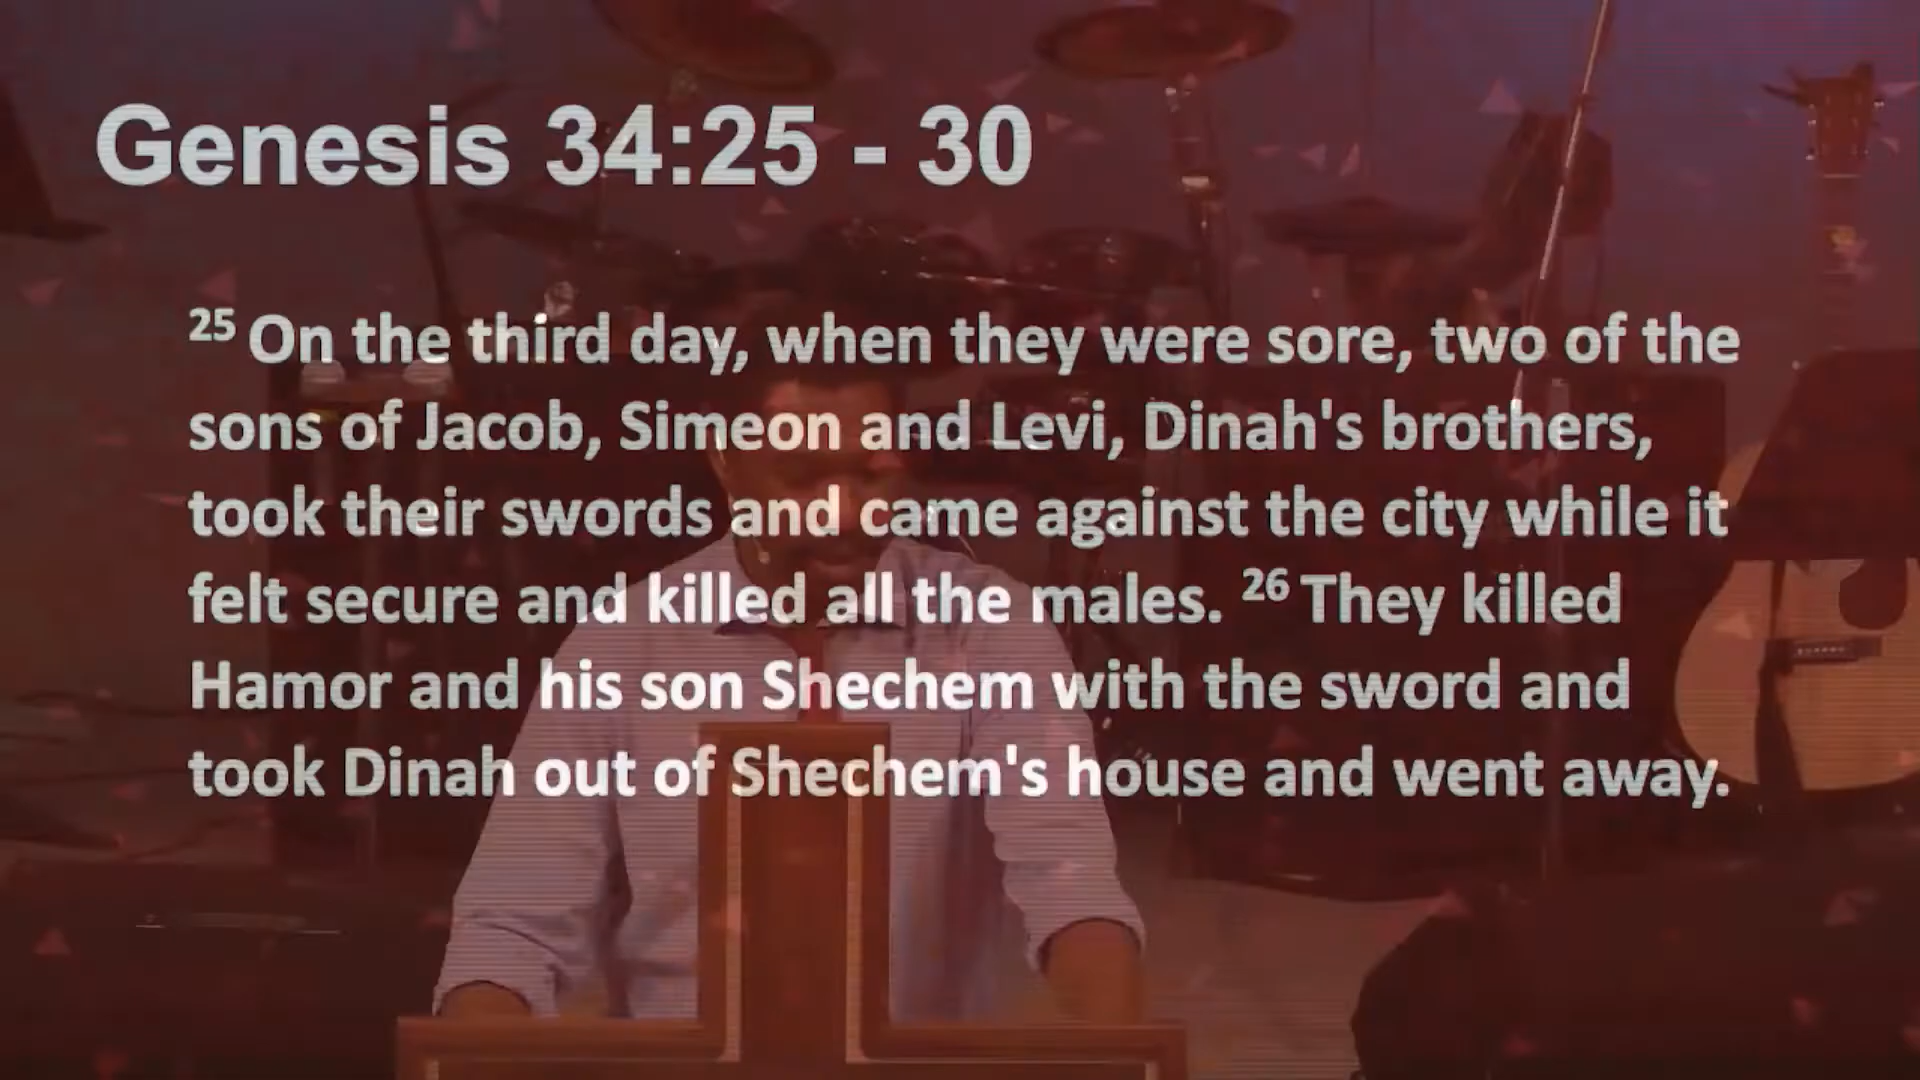 Genesis 34:25 - 30
25 On the third day, when they were sore, two of the
sons of Jacob, Simeon and Levi, Dinah's brothers,
took their swords and came against the city while it
felt secure and killed all the males. 26 They killed
Hamor and his son Shechem with the sword and
took Dinah out of Shechem's house and went away.